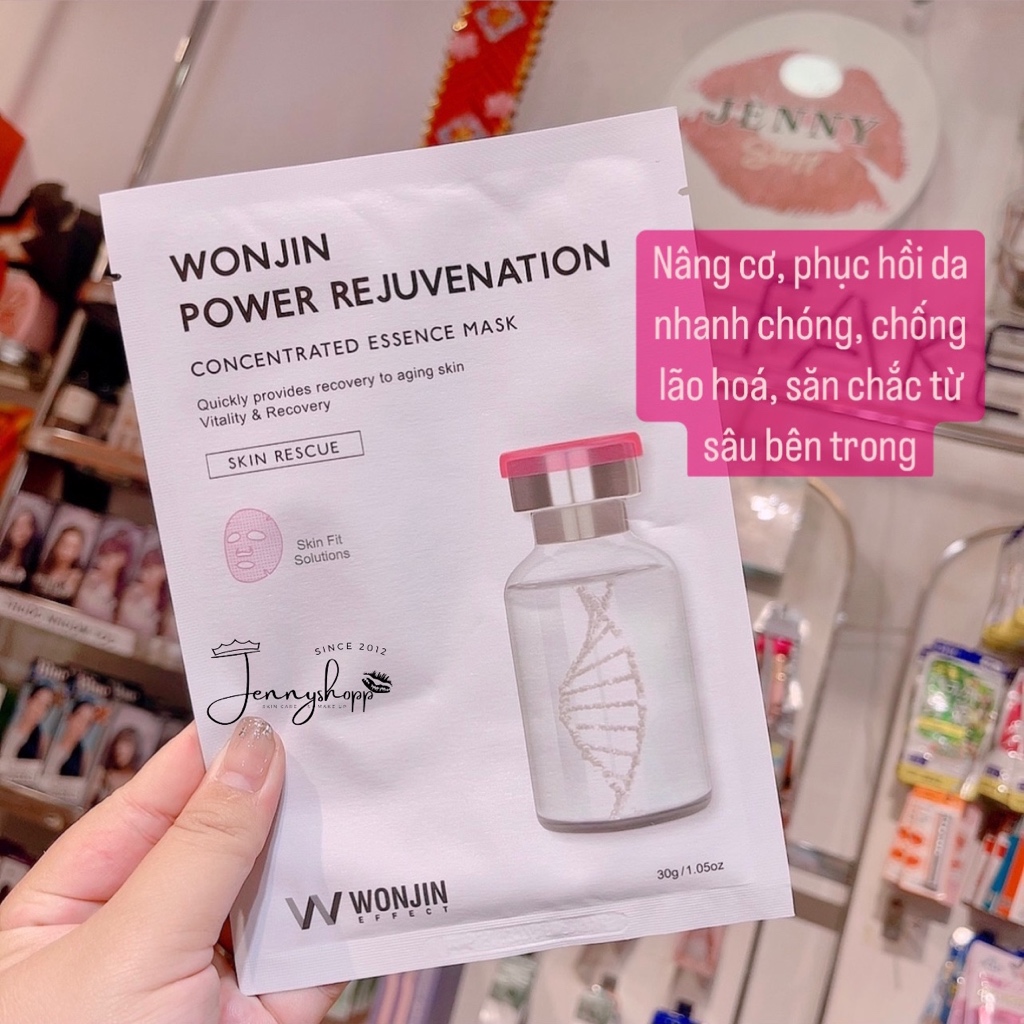 JENNY
WONJIN
POWER REJUVENATION
CONCENTRATED ESSENCE MASK
Quickly provides recovery to aging skin
Vitality & Recovery
SKIN RESCUE
Skin Fit
Solutions
Nâng cơ, phục hồi da
nhanh chóng, chống
lão hoá, săn chắc từ
sâu bên trong
SINCE 2012
Jennyshopp
30g/1.05oz
W WONJIN
EFFECT